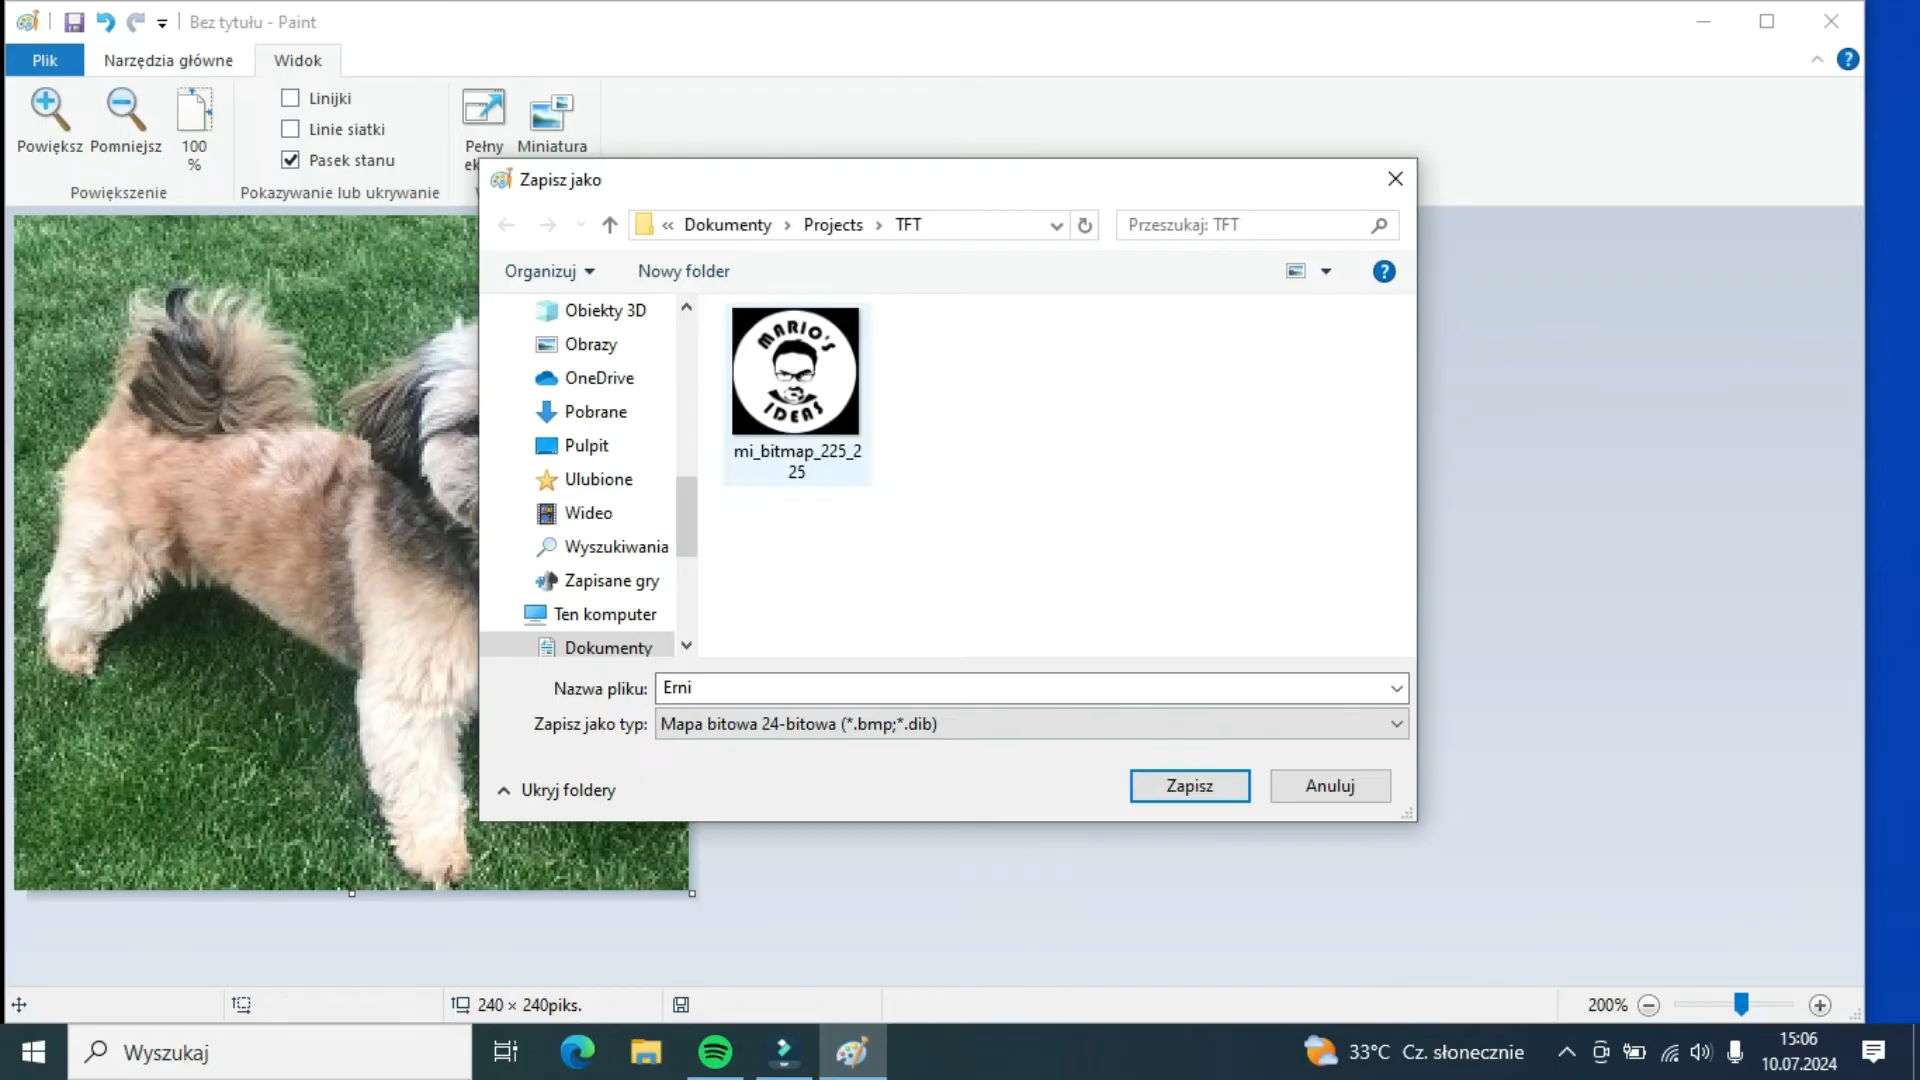 Bez tytułu - Paint
Plik
Narzędzia główne
Widok
Powiększ
Pomniejsz
100
%
Linijki
Linie siatki
Pasek stanu
Pełny
Miniatura
Powiększenie
Pokazywanie lub ukrywanie
Zapisz jako
« Dokumenty › Projects › TFT
Przeszukaj: TFT
Organizuj
Nowy folder
Obiekty 3D
Obrazy
OneDrive
Pobrane
Pulpit
Ulubione
Wideo
Wyszukiwania
Zapisane gry
Ten komputer
Dokumenty
MARIO'S
IDEAS
mi_bitmap_225_2
25
Nazwa pliku: Erni
Zapisz jako typ: Mapa bitowa 24-bitowa (*.bmp;*.dib)
Ukryj foldery
Zapisz
Anuluj
240 × 240piks.
200%
Wyszukaj
33°C Cz. słonecznie
15:06
10.07.2024